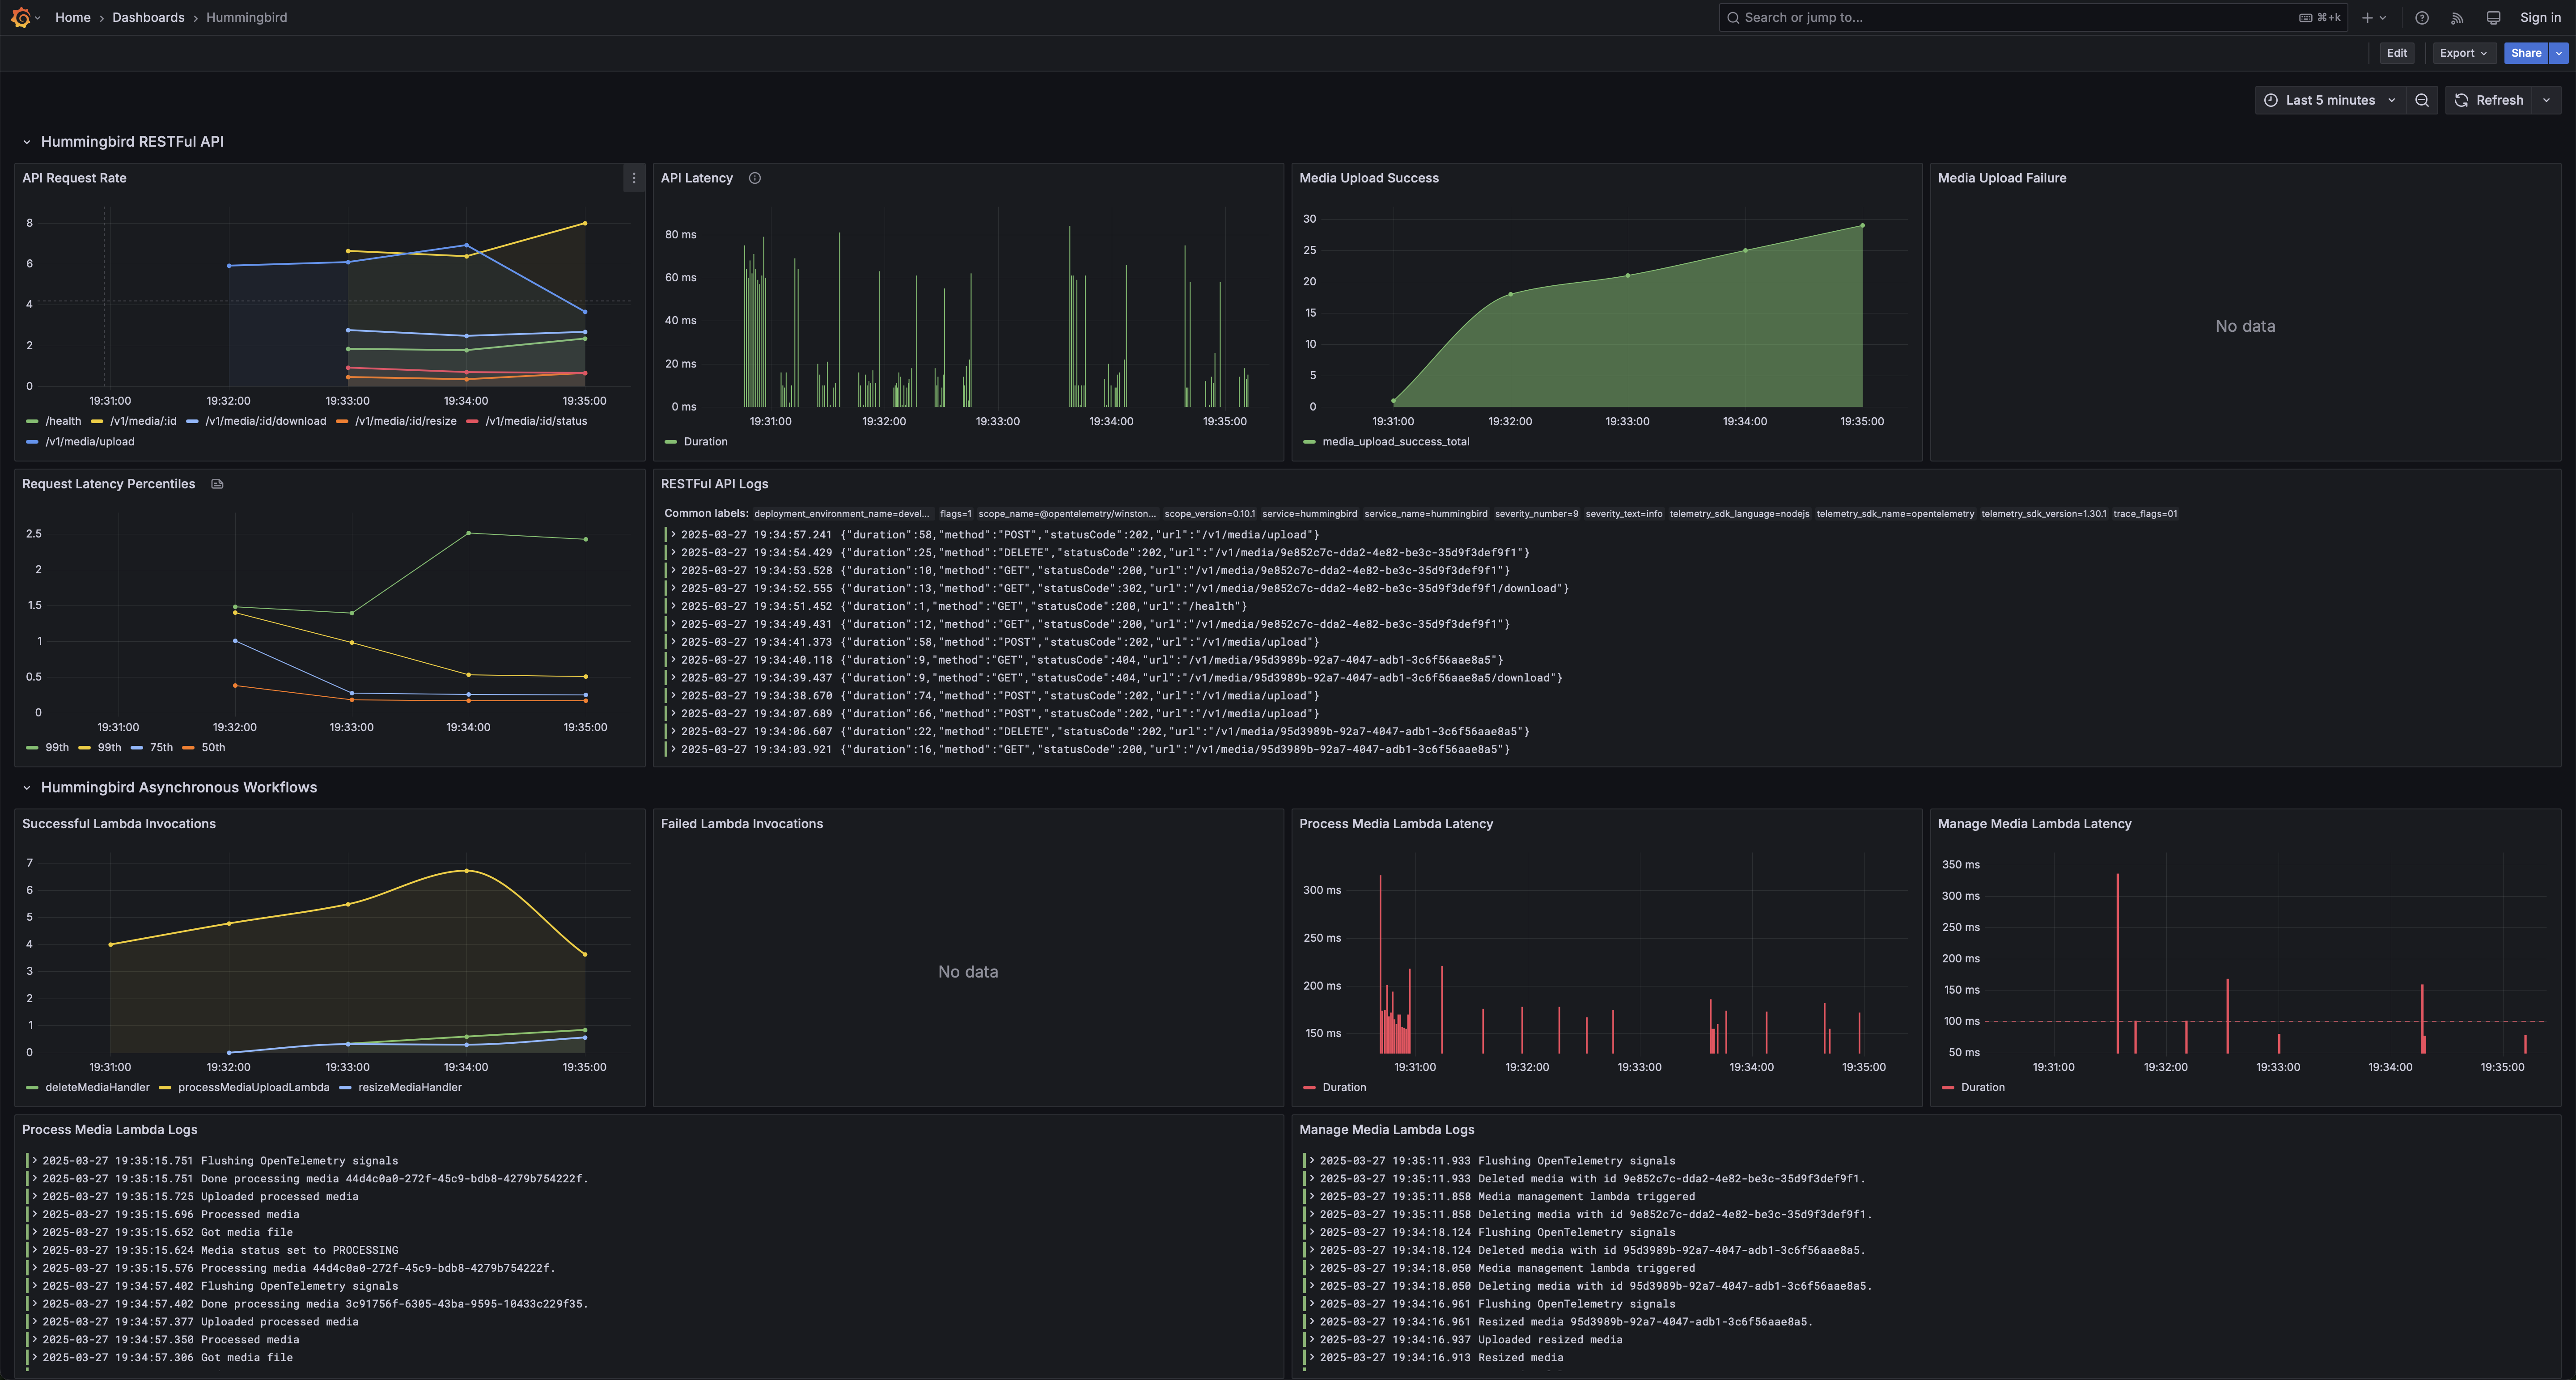 Home > Dashboards > Hummingbird
Search or jump to...
⌘+k
Sign in
Edit
Export
Share
Last 5 minutes
Refresh
Hummingbird RESTFul API
API Request Rate
8
6
4
2
0
19:31:00 19:32:00 19:33:00 19:34:00 19:35:00
/health /v1/media/:id /v1/media/:id/download /v1/media/:id/resize /v1/media/:id/status
/v1/media/upload
API Latency
80 ms
60 ms
40 ms
20 ms
0 ms
19:31:00 19:32:00 19:33:00 19:34:00 19:35:00
Duration
Media Upload Success
30
25
20
15
10
5
0
19:31:00 19:32:00 19:33:00 19:34:00 19:35:00
media_upload_success_total
Media Upload Failure
No data
Request Latency Percentiles
2.5
2
1.5
1
0.5
0
19:31:00 19:32:00 19:33:00 19:34:00 19:35:00
99th 99th 75th 50th
RESTFul API Logs
Common labels: deployment_environment_name=devel... flags=1 scope_name=@opentelemetry/winston... scope_version=0.10.1 service=hummingbird service_name=hummingbird severity_number=9 severity_text=info telemetry_sdk_language=nodejs telemetry_sdk_name=opentelemetry telemetry_sdk_version=1.30.1 trace_flags=01
> 2025-03-27 19:34:57.241 {"duration":58,"method":"POST","statusCode":202,"url":"/v1/media/upload"}
> 2025-03-27 19:34:54.429 {"duration":25,"method":"DELETE","statusCode":202,"url":"/v1/media/9e852c7c-dda2-4e82-be3c-35d9f3def9f1"}
> 2025-03-27 19:34:53.528 {"duration":10,"method":"GET","statusCode":200,"url":"/v1/media/9e852c7c-dda2-4e82-be3c-35d9f3def9f1"}
> 2025-03-27 19:34:52.555 {"duration":13,"method":"GET","statusCode":302,"url":"/v1/media/9e852c7c-dda2-4e82-be3c-35d9f3def9f1/download"}
> 2025-03-27 19:34:51.452 {"duration":1,"method":"GET","statusCode":200,"url":"/health"}
> 2025-03-27 19:34:49.431 {"duration":12,"method":"GET","statusCode":200,"url":"/v1/media/9e852c7c-dda2-4e82-be3c-35d9f3def9f1"}
> 2025-03-27 19:34:41.373 {"duration":58,"method":"POST","statusCode":202,"url":"/v1/media/upload"}
> 2025-03-27 19:34:40.118 {"duration":9,"method":"GET","statusCode":404,"url":"/v1/media/95d3989b-92a7-4047-adb1-3c6f56aae8a5"}
> 2025-03-27 19:34:39.437 {"duration":9,"method":"GET","statusCode":404,"url":"/v1/media/95d3989b-92a7-4047-adb1-3c6f56aae8a5/download"}
> 2025-03-27 19:34:38.670 {"duration":74,"method":"POST","statusCode":202,"url":"/v1/media/upload"}
> 2025-03-27 19:34:07.689 {"duration":66,"method":"POST","statusCode":202,"url":"/v1/media/upload"}
> 2025-03-27 19:34:06.607 {"duration":22,"method":"DELETE","statusCode":202,"url":"/v1/media/95d3989b-92a7-4047-adb1-3c6f56aae8a5"}
> 2025-03-27 19:34:03.921 {"duration":16,"method":"GET","statusCode":200,"url":"/v1/media/95d3989b-92a7-4047-adb1-3c6f56aae8a5"}
Hummingbird Asynchronous Workflows
Successful Lambda Invocations
7
6
5
4
3
2
1
0
19:31:00 19:32:00 19:33:00 19:34:00 19:35:00
deleteMediaHandler processMediaUploadLambda resizeMediaHandler
Failed Lambda Invocations
No data
Process Media Lambda Latency
300 ms
250 ms
200 ms
150 ms
19:31:00 19:32:00 19:33:00 19:34:00 19:35:00
Duration
Manage Media Lambda Latency
350 ms
300 ms
250 ms
200 ms
150 ms
100 ms
50 ms
19:31:00 19:32:00 19:33:00 19:34:00 19:35:00
Duration
Process Media Lambda Logs
> 2025-03-27 19:35:15.751 Flushing OpenTelemetry signals
> 2025-03-27 19:35:15.751 Done processing media 44d4c0a0-272f-45c9-bdb8-4279b754222f.
> 2025-03-27 19:35:15.725 Uploaded processed media
> 2025-03-27 19:35:15.696 Processed media
> 2025-03-27 19:35:15.652 Got media file
> 2025-03-27 19:35:15.624 Media status set to PROCESSING
> 2025-03-27 19:35:15.576 Processing media 44d4c0a0-272f-45c9-bdb8-4279b754222f.
> 2025-03-27 19:34:57.402 Flushing OpenTelemetry signals
> 2025-03-27 19:34:57.402 Done processing media 3c91756f-6305-43ba-9595-10433c229f35.
> 2025-03-27 19:34:57.377 Uploaded processed media
> 2025-03-27 19:34:57.350 Processed media
> 2025-03-27 19:34:57.306 Got media file
Manage Media Lambda Logs
> 2025-03-27 19:35:11.933 Flushing OpenTelemetry signals
> 2025-03-27 19:35:11.933 Deleted media with id 9e852c7c-dda2-4e82-be3c-35d9f3def9f1.
> 2025-03-27 19:35:11.858 Media management lambda triggered
> 2025-03-27 19:35:11.858 Deleting media with id 9e852c7c-dda2-4e82-be3c-35d9f3def9f1.
> 2025-03-27 19:34:18.124 Flushing OpenTelemetry signals
> 2025-03-27 19:34:18.124 Deleted media with id 95d3989b-92a7-4047-adb1-3c6f56aae8a5.
> 2025-03-27 19:34:18.050 Media management lambda triggered
> 2025-03-27 19:34:18.050 Deleting media with id 95d3989b-92a7-4047-adb1-3c6f56aae8a5.
> 2025-03-27 19:34:16.961 Flushing OpenTelemetry signals
> 2025-03-27 19:34:16.961 Resized media 95d3989b-92a7-4047-adb1-3c6f56aae8a5.
> 2025-03-27 19:34:16.937 Uploaded resized media
> 2025-03-27 19:34:16.913 Resized media